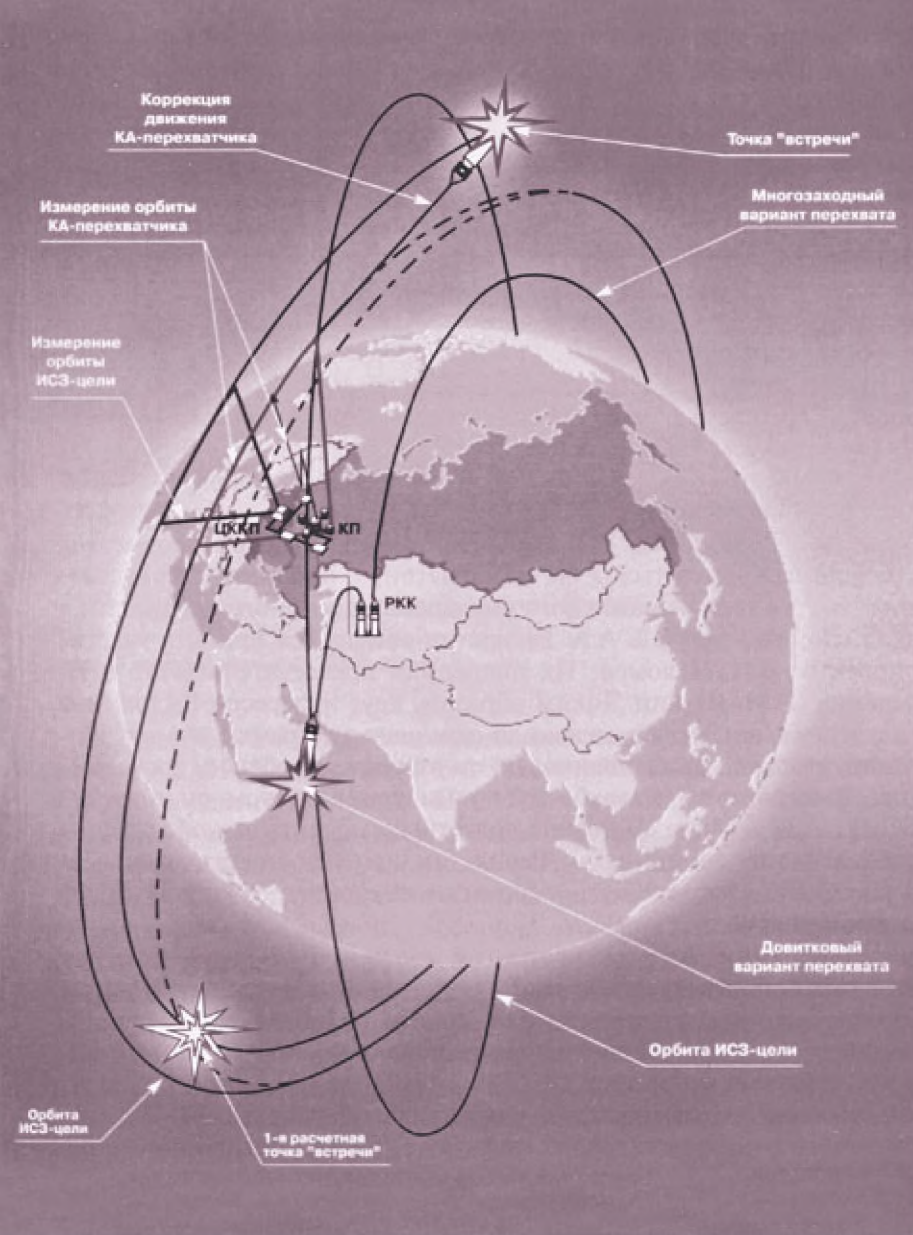 Коррекция
движения
КА-перехватчика
Точка "встречи"
Многозаходный
вариант перехвата
Измерение орбиты
КА-перехватчика
Измерение
орбиты
ИСЗ-цели
ЦККП
КП
РКК
Довитковый
вариант перехвата
Орбита ИСЗ-цели
Орбита
ИСЗ-цели
1-я расчетная
точка "встречи"